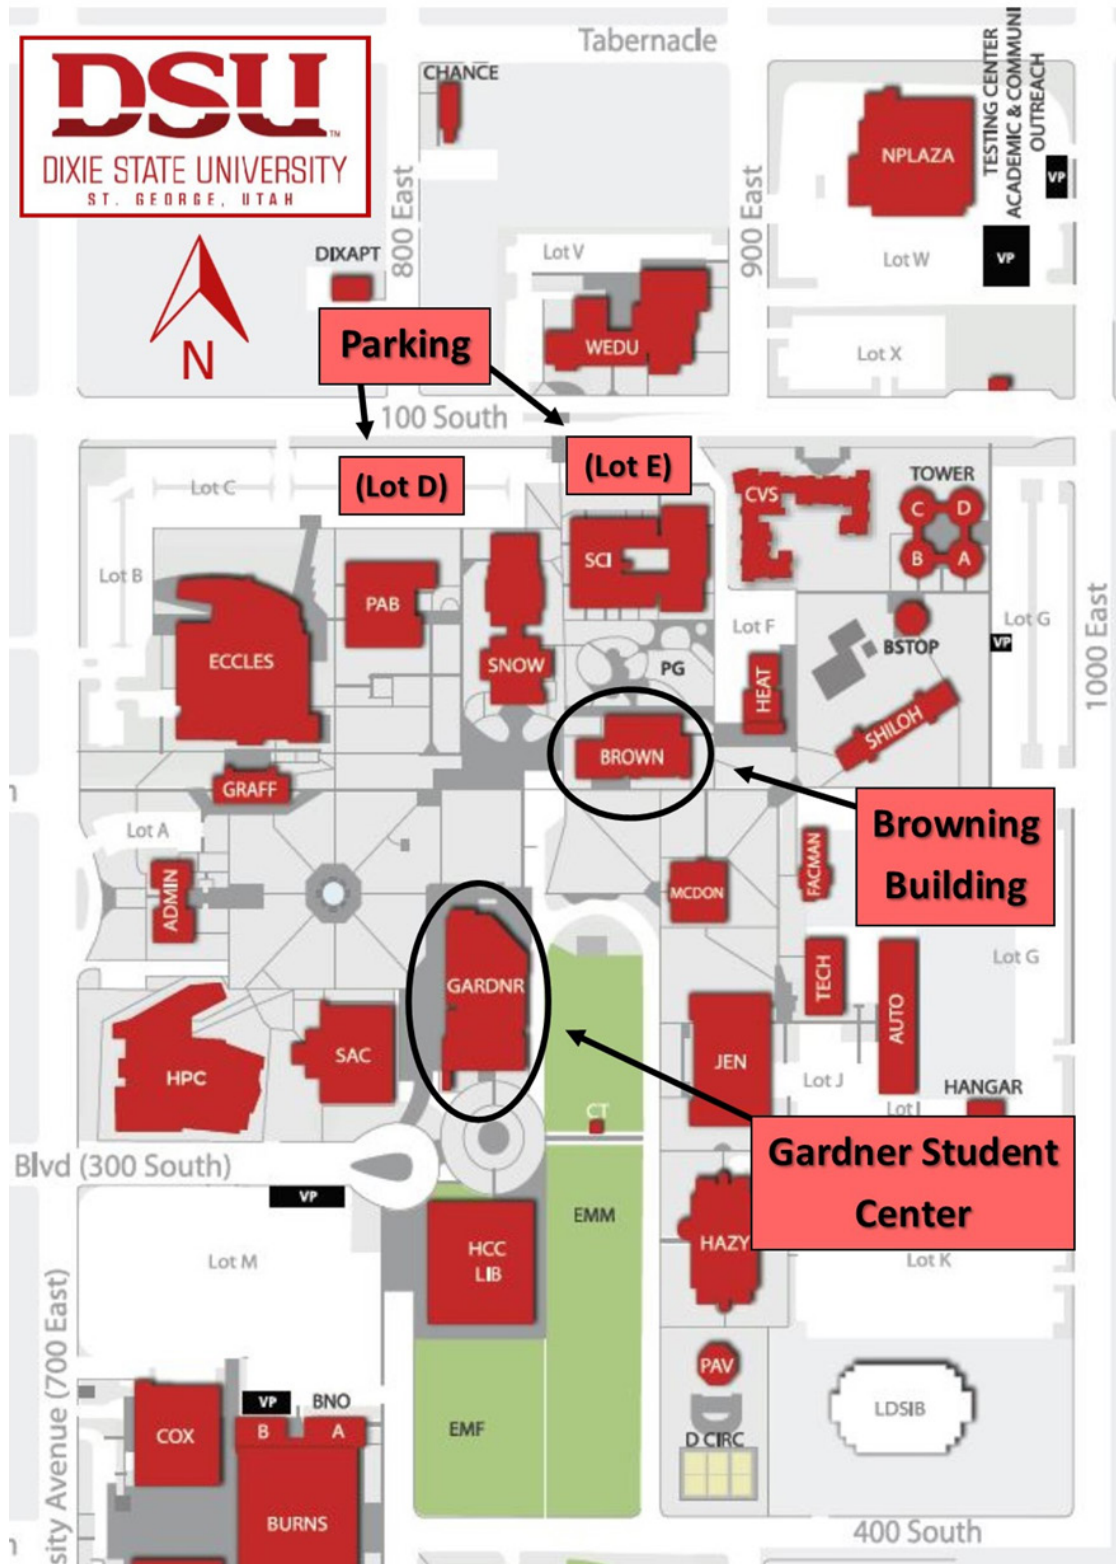 Tabernacle
DSU
TM
DIXIE STATE UNIVERSITY
ST. GEORGE, UTAH
CHANCE
800 East
900 East
NPLAZA
TESTING CENTER
ACADEMIC & COMMUNI
OUTREACH
VP
VP
Lot W
DIXAPT
Lot V
WEDU
Lot X
N
Parking
100 South
(Lot D)
(Lot E)
Lot C
Lot B
CVS
TOWER
C
D
B
A
SCI
PAB
ECCLES
SNOW
PG
Lot F
HEAT
BSTOP
SHILOH
VP
Lot G
1000 East
BROWN
GRAFF
Browning
Building
Lot A
ADMIN
MCDON
FACMAN
GARDNR
TECH
AUTO
Lot G
HPC
SAC
JEN
Lot J
HANGAR
Lot
CT
Gardner Student
Center
Blvd (300 South)
VP
Lot M
HCC
LIB
EMM
HAZY
Lot K
sity Avenue (700 East)
PAV
LDSIB
COX
VP
BNO
B
A
EMF
D CIRC
BURNS
400 South